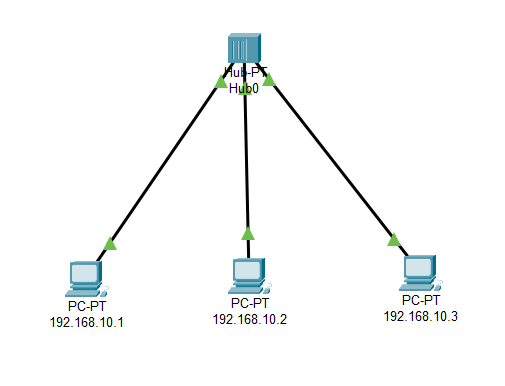 Hub-PT
Hub0
PC-PT
192.168.10.1
PC-PT
192.168.10.2
PC-PT
192.168.10.3